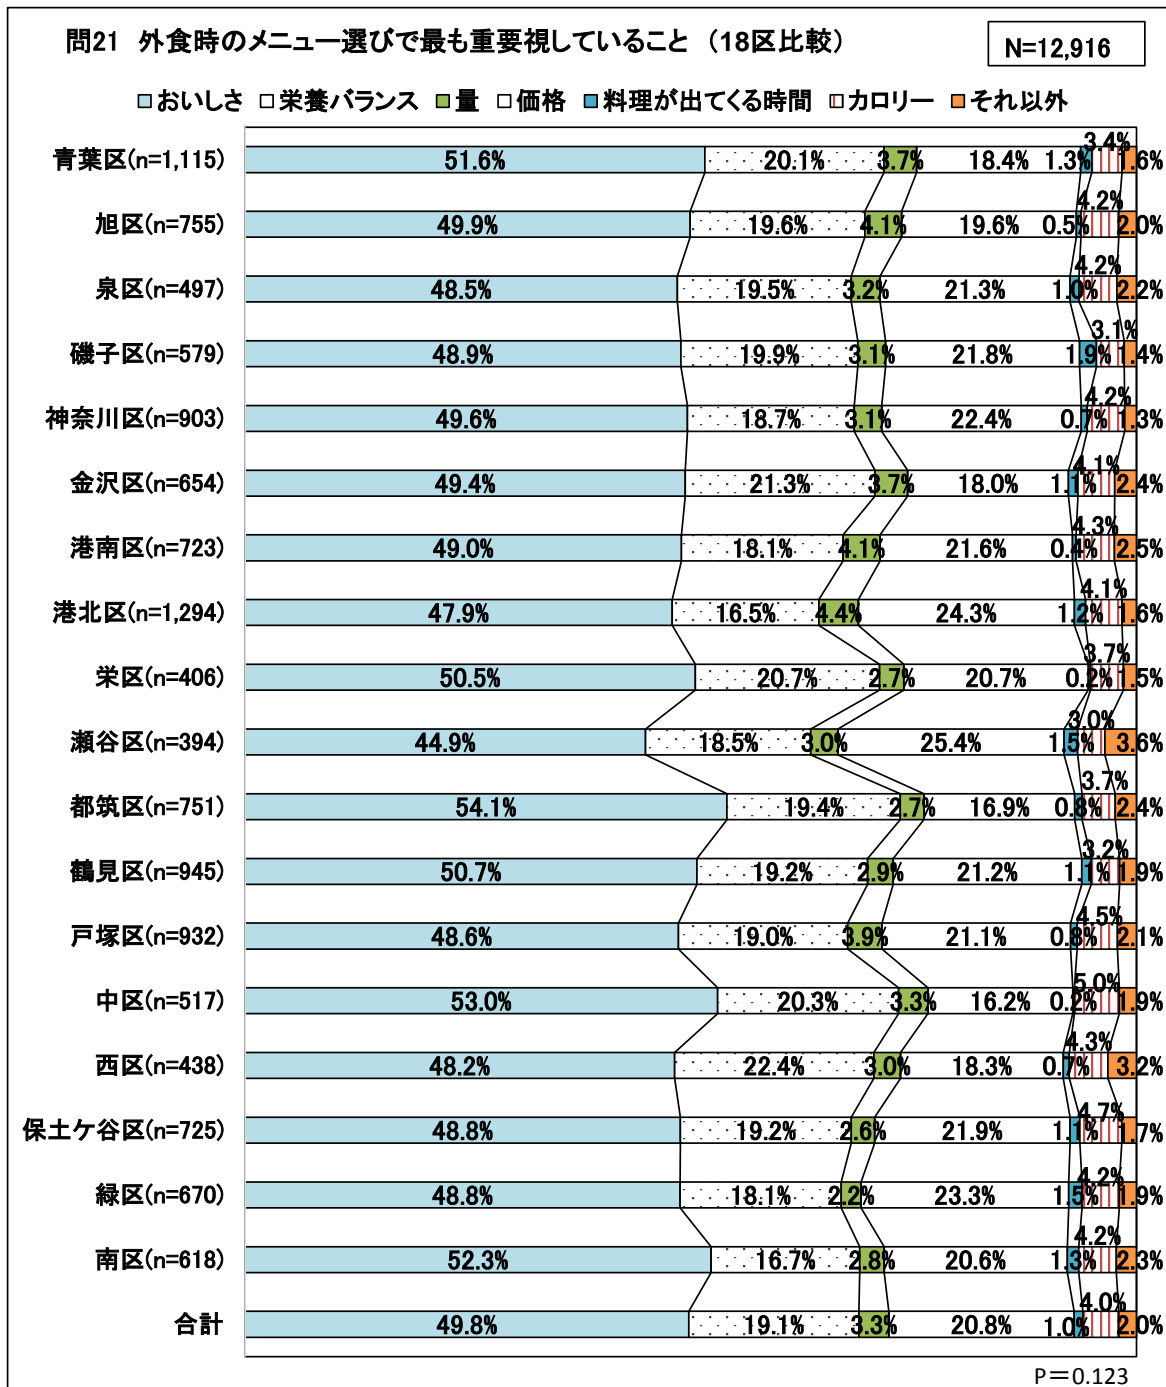 問21 外食時のメニュー選びで最も重要視していること (18区比較)
N=12,916
おいしさ 栄養バランス 量 価格 料理が出てくる時間 カロリー それ以外
青葉区(n=1,115) 51.6% 20.1% 3.7% 18.4% 1.3% 3.4% 1.6%
旭区(n=755) 49.9% 19.6% 4.1% 19.6% 0.5% 4.2% 2.0%
泉区(n=497) 48.5% 19.5% 3.2% 21.3% 1.0% 4.2% 2.2%
磯子区(n=579) 48.9% 19.9% 3.1% 21.8% 1.9% 3.1% 1.4%
神奈川区(n=903) 49.6% 18.7% 3.1% 22.4% 0.7% 4.2% 1.3%
金沢区(n=654) 49.4% 21.3% 3.7% 18.0% 1.1% 4.1% 2.4%
港南区(n=723) 49.0% 18.1% 4.1% 21.6% 0.4% 4.3% 2.5%
港北区(n=1,294) 47.9% 16.5% 4.4% 24.3% 1.2% 4.1% 1.6%
栄区(n=406) 50.5% 20.7% 2.7% 20.7% 0.2% 3.7% 1.5%
瀬谷区(n=394) 44.9% 18.5% 3.0% 25.4% 1.5% 3.0% 3.6%
都筑区(n=751) 54.1% 19.4% 2.7% 16.9% 0.8% 3.7% 2.4%
鶴見区(n=945) 50.7% 19.2% 2.9% 21.2% 1.1% 3.2% 1.9%
戸塚区(n=932) 48.6% 19.0% 3.9% 21.1% 0.8% 4.5% 2.1%
中区(n=517) 53.0% 20.3% 3.3% 16.2% 0.2% 5.0% 1.9%
西区(n=438) 48.2% 22.4% 3.0% 18.3% 0.7% 4.3% 3.2%
保土ケ谷区(n=725) 48.8% 19.2% 2.6% 21.9% 1.1% 4.7% 1.7%
緑区(n=670) 48.8% 18.1% 2.2% 23.3% 1.5% 4.2% 1.9%
南区(n=618) 52.3% 16.7% 2.8% 20.6% 1.3% 4.2% 2.3%
合計 49.8% 19.1% 3.3% 20.8% 1.0% 4.0% 2.0%
P=0.123